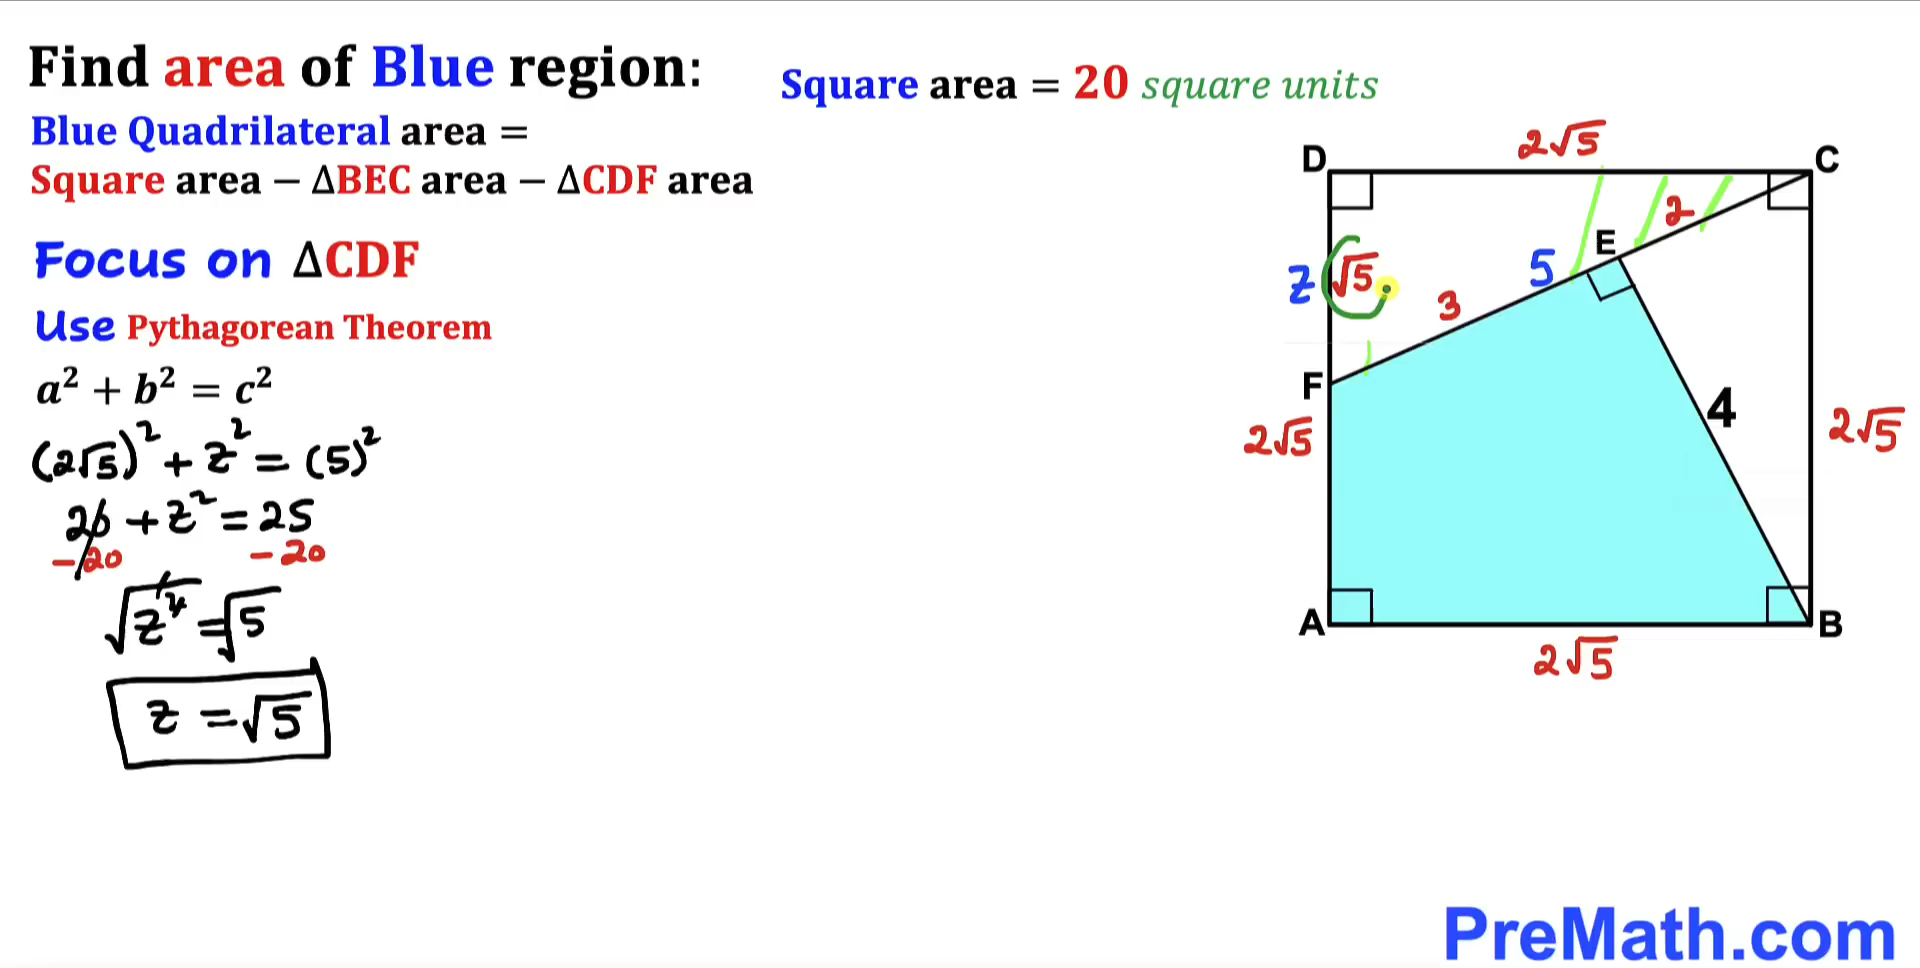 Find area of Blue region:
Square area = 20 square units
Blue Quadrilateral area =
Square area − ΔBEC area − ΔCDF area
Focus on ΔCDF
Use Pythagorean Theorem
a² + b² = c²
(2√5)² + z² = (5)²
20 + z² = 25
−20 −20
√z² = √5
z = √5
2√5
D
C
2
E
5
z
√5
3
F
4
2√5
2√5
A
B
2√5
PreMath.com